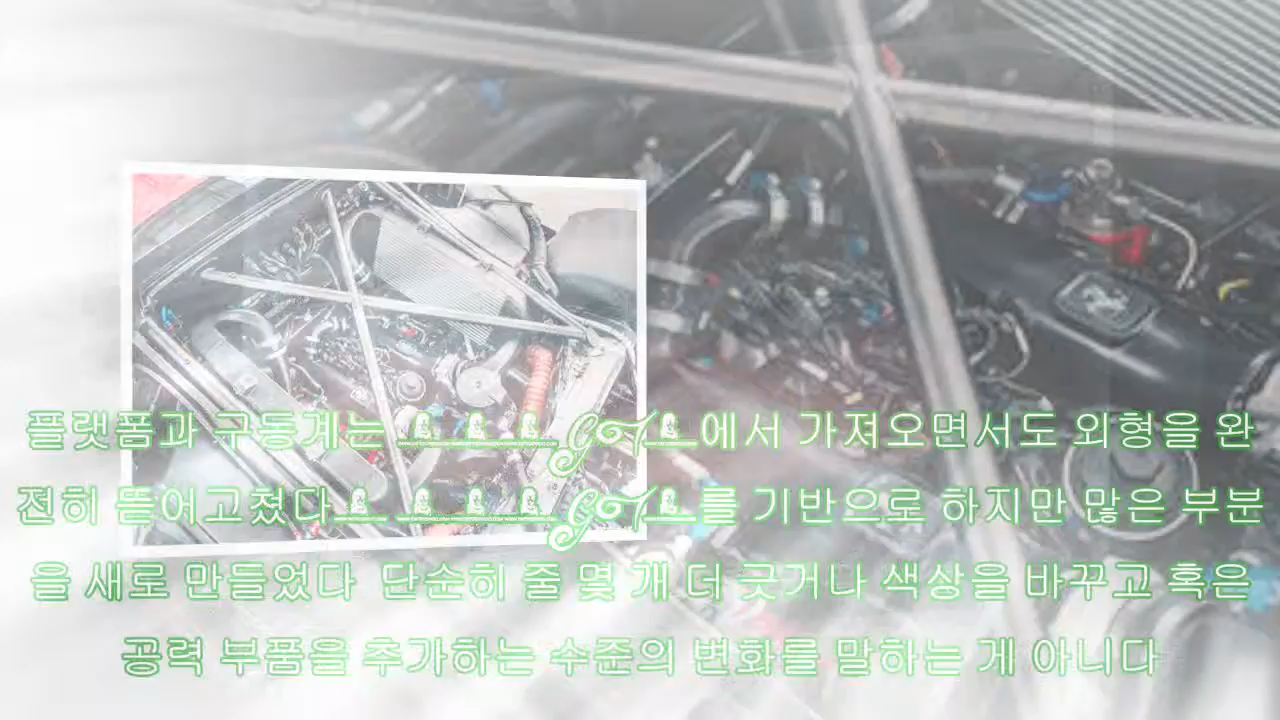 플랫폼과 구동계는 GT 에서 가져오면서도 외형을 완
전히 뜯어고쳤다 GT 를 기반으로 하지만 많은 부분
을 새로 만들었다 단순히 줄 몇 개 더 긋거나 색상을 바꾸고 혹은
공력 부품을 추가하는 수준의 변화를 말하는 게 아니다